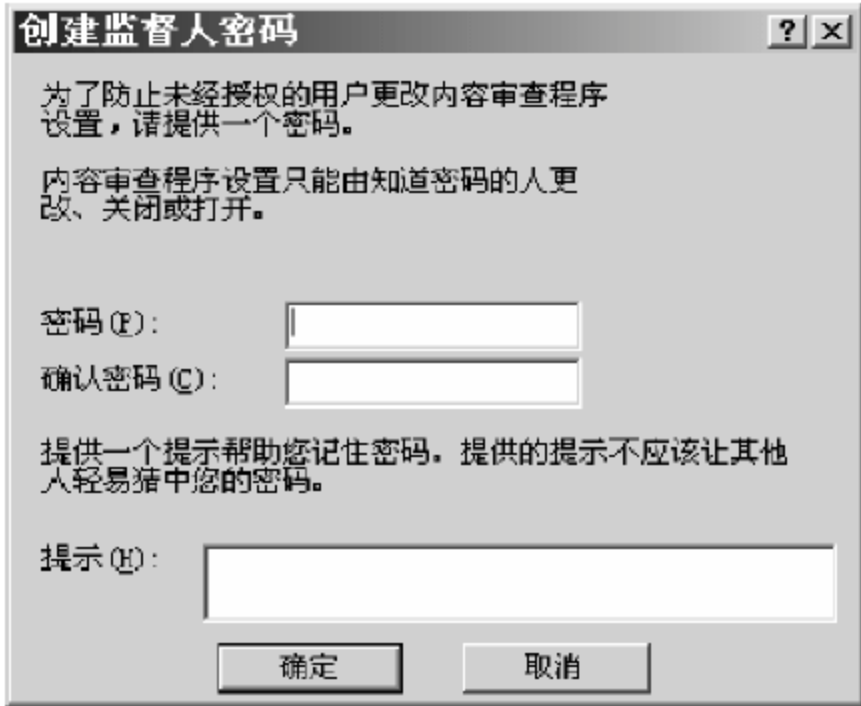 创建监督人密码
为了防止未经授权的用户更改内容审查程序
设置，请提供一个密码。
内容审查程序设置只能由知道密码的人更
改、关闭或打开。
密码(P):
确认密码(C):
提供一个提示帮助您记住密码。提供的提示不应该让其他
人轻易猜中您的密码。
提示(H):
确定 取消